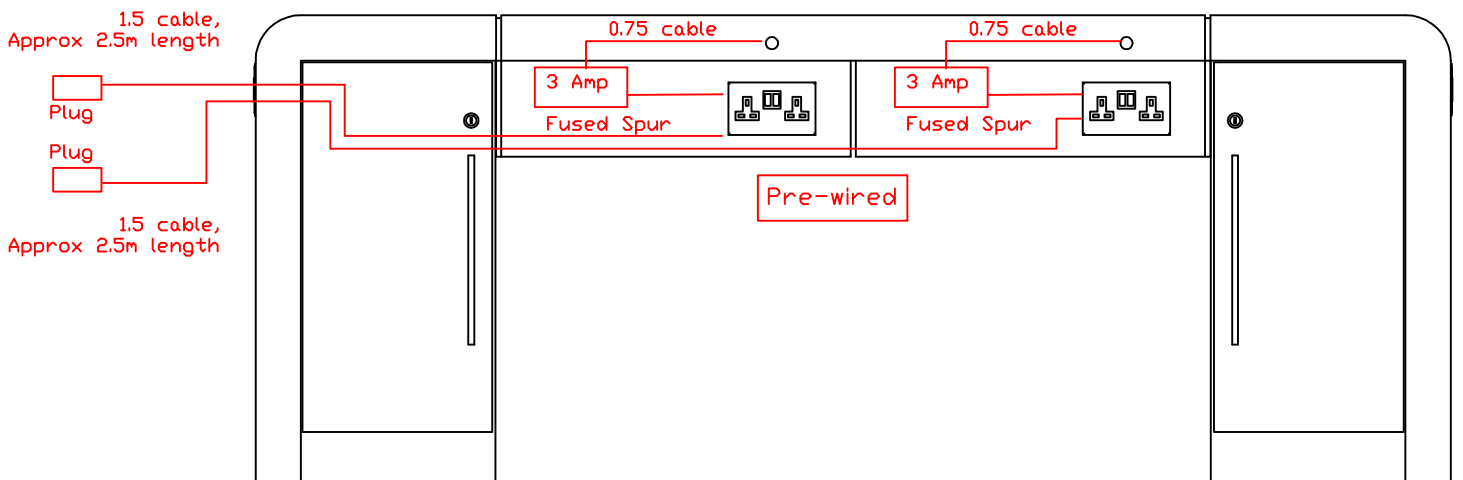 1.5 cable,
Approx 2.5m length
Plug
Plug
1.5 cable,
Approx 2.5m length
0.75 cable
3 Amp
Fused Spur
0.75 cable
3 Amp
Fused Spur
Pre-wired